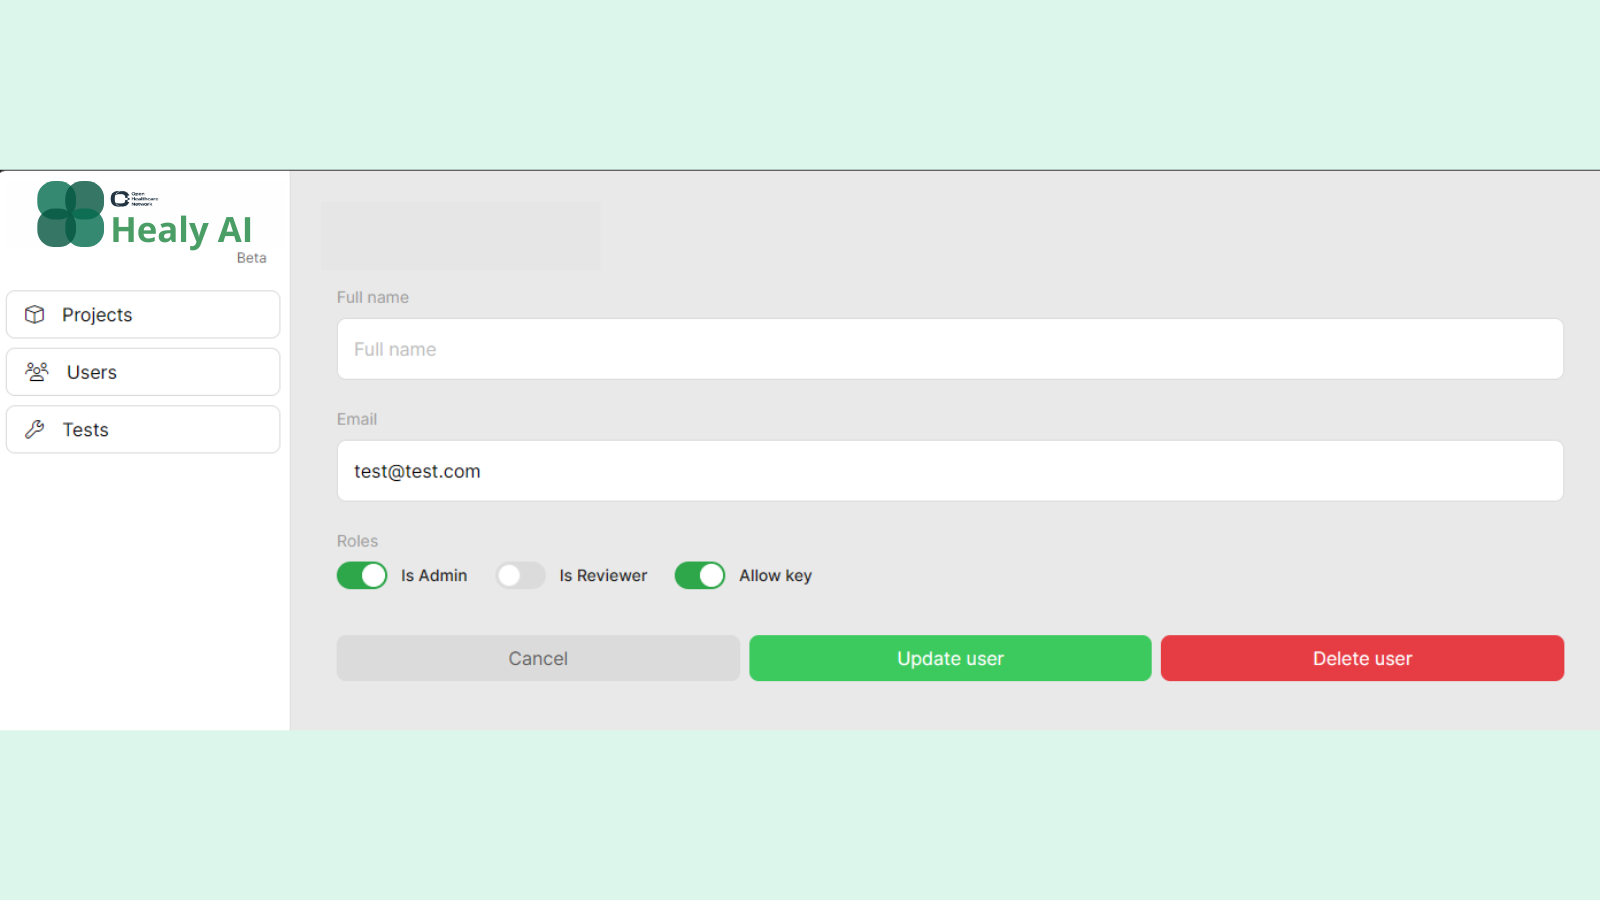 Open
Healthcare
Network
Healy AI
Beta
Projects
Users
Tests
Full name
Full name
Email
test@test.com
Roles
Is Admin
Is Reviewer
Allow key
Cancel
Update user
Delete user